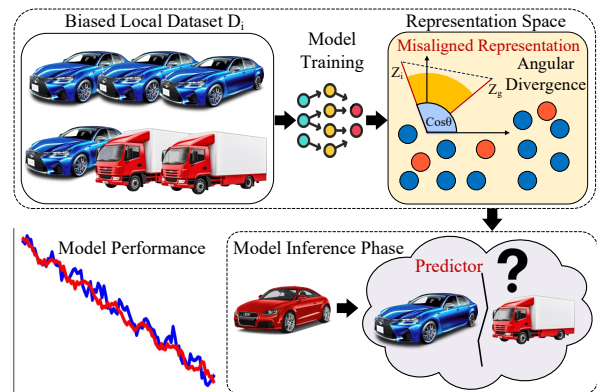 Biased Local Dataset Di
Model
Training
Representation Space
Misaligned Representation
Zi
Angular
Divergence
Zg
Cosθ
Model Performance
Model Inference Phase
Predictor
?